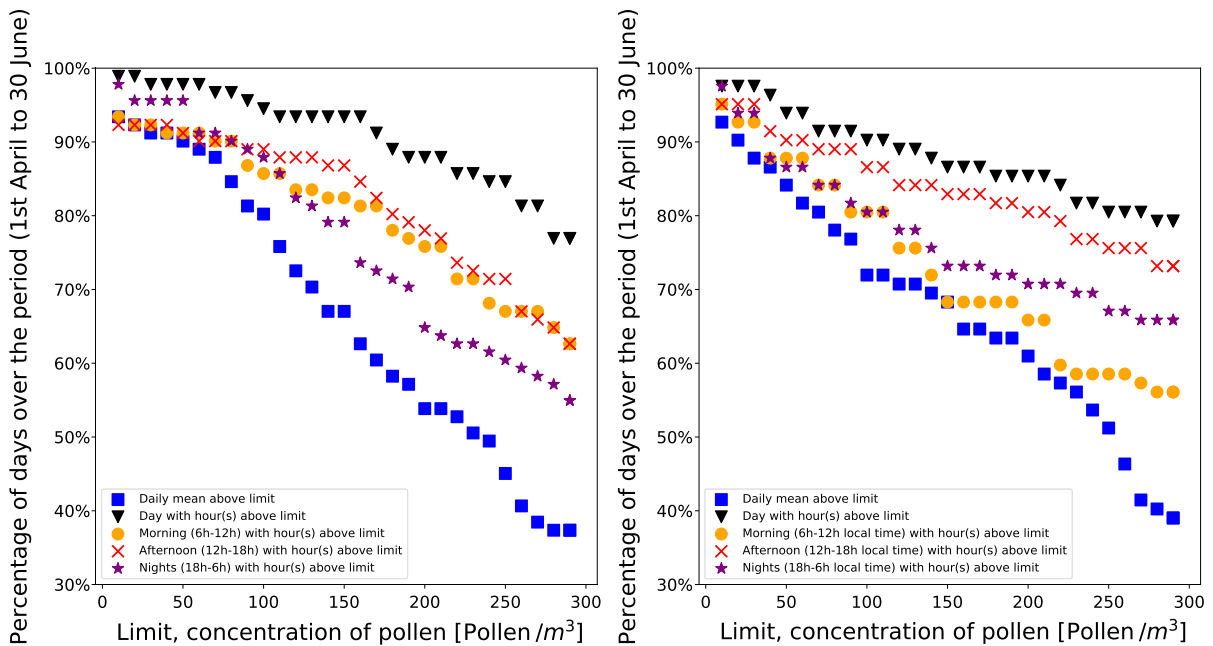 Percentage of days over the period (1st April to 30 June)
100%
90%
80%
70%
60%
50%
40%
30%
Daily mean above limit
Day with hour(s) above limit
Morning (6h-12h) with hour(s) above limit
Afternoon (12h-18h) with hour(s) above limit
Nights (18h-6h) with hour(s) above limit
0 50 100 150 200 250 300
Limit, concentration of pollen [Pollen /m³]
Percentage of days over the period (1st April to 30 June)
100%
90%
80%
70%
60%
50%
40%
30%
Daily mean above limit
Day with hour(s) above limit
Morning (6h-12h local time) with hour(s) above limit
Afternoon (12h-18h local time) with hour(s) above limit
Nights (18h-6h local time) with hour(s) above limit
0 50 100 150 200 250 300
Limit, concentration of pollen [Pollen /m³]